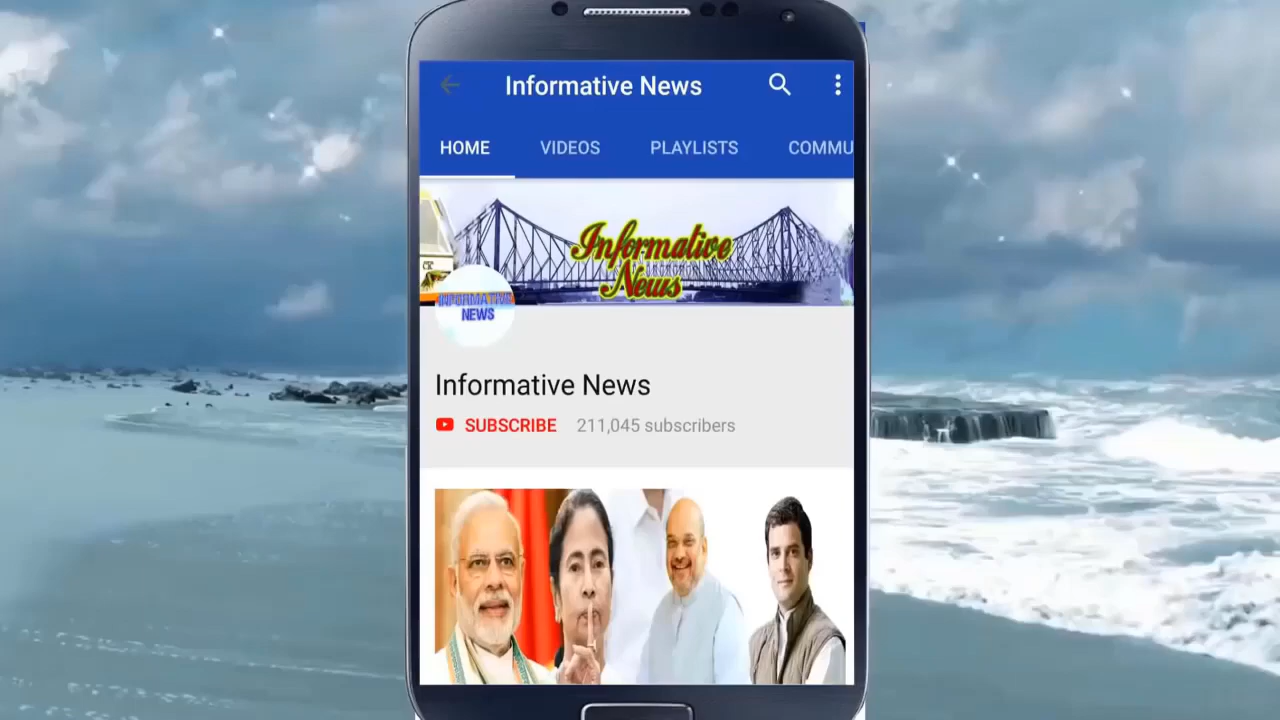 Informative News
HOME VIDEOS PLAYLISTS COMMU
Informative
News
INFORMATIVE
NEWS
Informative News
SUBSCRIBE 211,045 subscribers